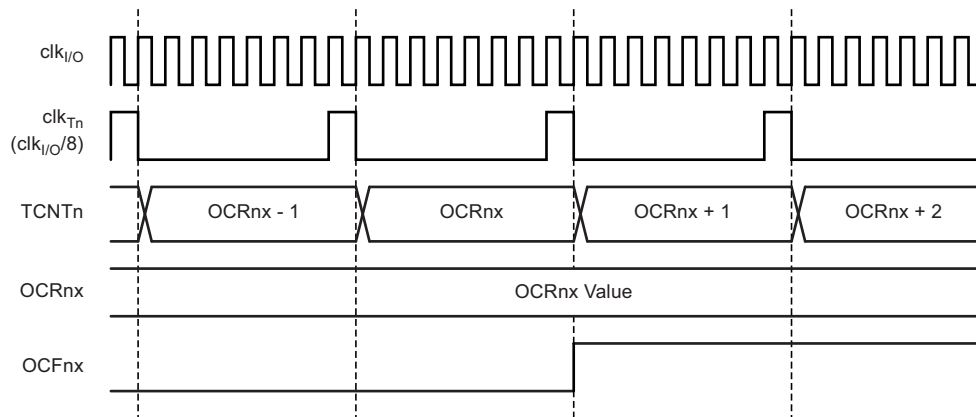 clkI/O
clkTn
(clkI/O/8)
TCNTn OCRnx - 1 OCRnx OCRnx + 1 OCRnx + 2
OCRnx OCRnx Value
OCFnx